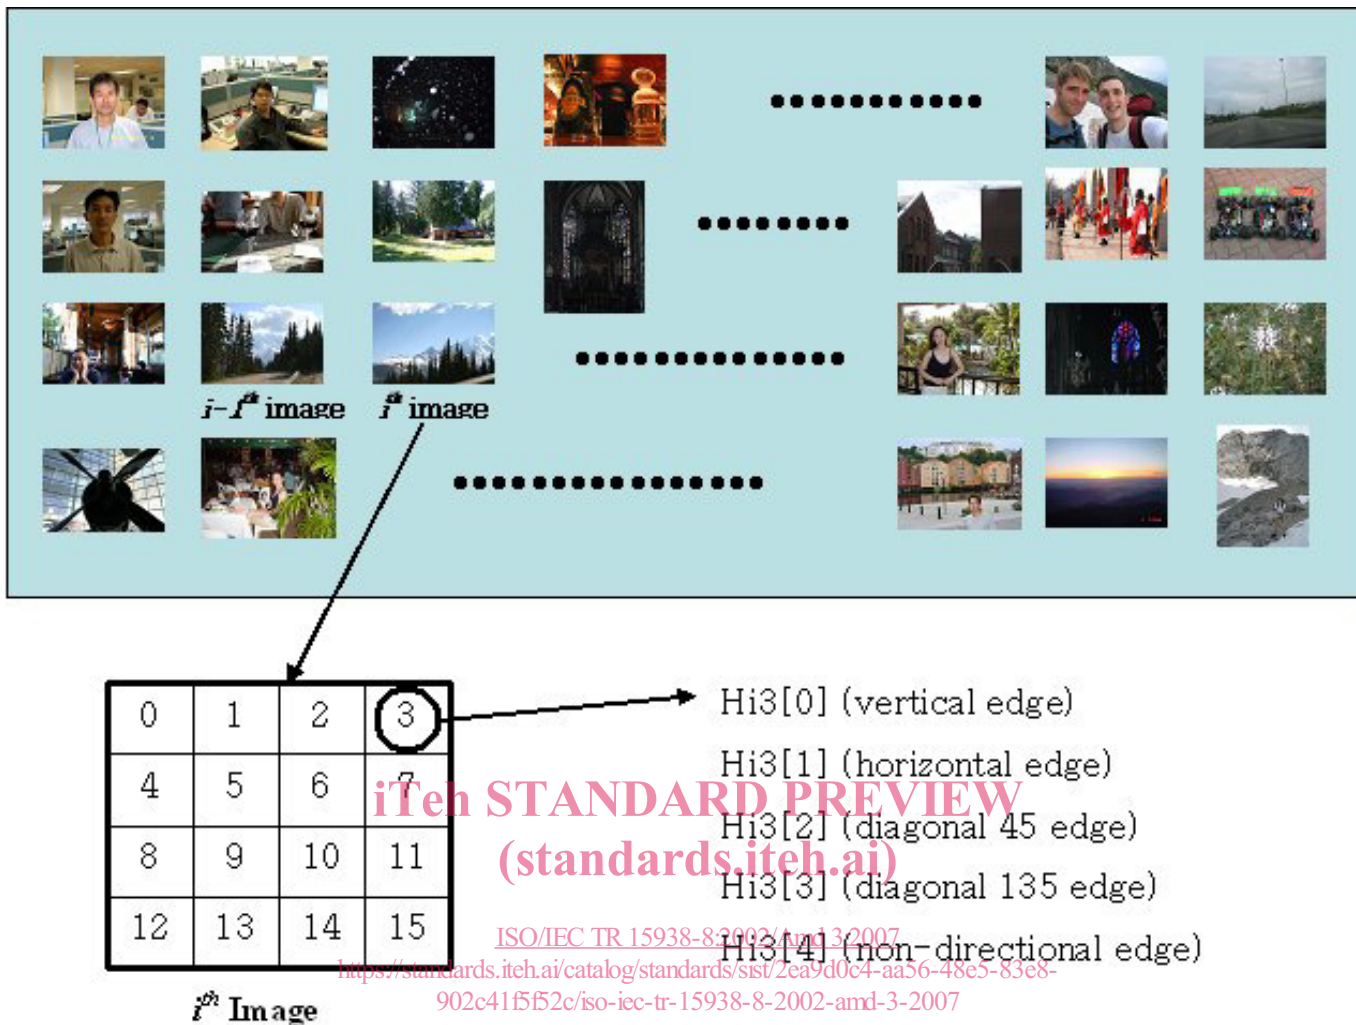 i-1th image
ith image
0 1 2 3
4 5 6 7
8 9 10 11
12 13 14 15
ith Image
Hi3[0] (vertical edge)
Hi3[1] (horizontal edge)
Hi3[2] (diagonal 45 edge)
Hi3[3] (diagonal 135 edge)
Hi3[4] (non-directional edge)
iTeh STANDARD PREVIEW
(standards.iteh.ai)
ISO/IEC TR 15938-8:2002/Amd 3:2007
https://standards.iteh.ai/catalog/standards/sist/2ea9d0c4-aa56-48e5-83e8-
902c41f5f52c/iso-iec-tr-15938-8-2002-amd-3-2007